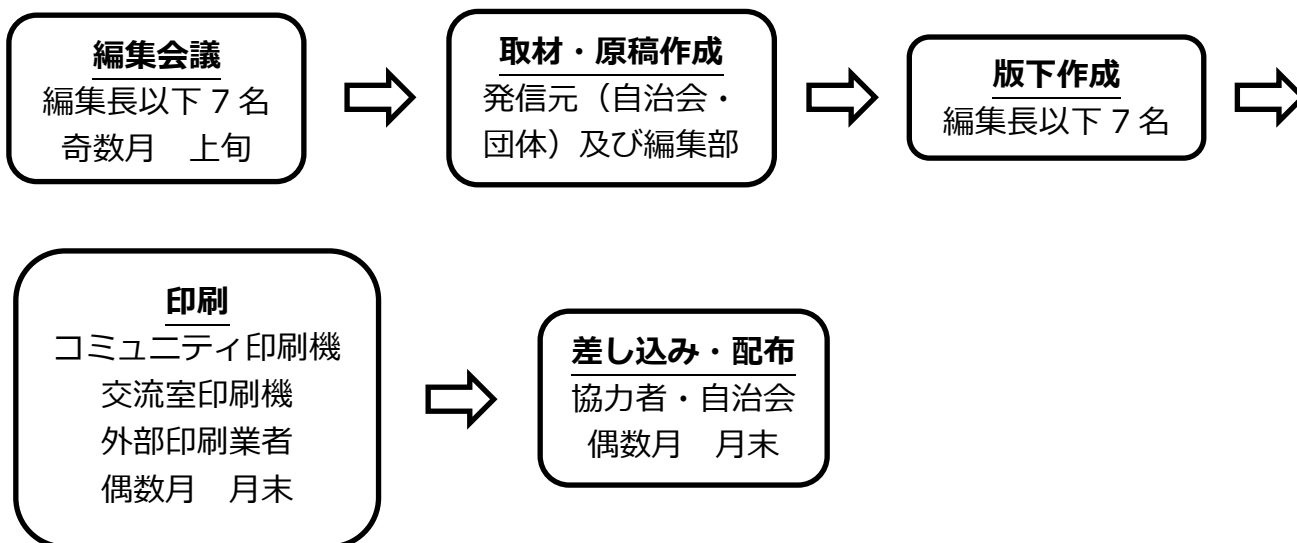 編集会議
編集長以下7名
奇数月　上旬
取材・原稿作成
発信元（自治会・
団体）及び編集部
版下作成
編集長以下7名
印刷
コミュニティ印刷機
交流室印刷機
外部印刷業者
偶数月　月末
差し込み・配布
協力者・自治会
偶数月　月末